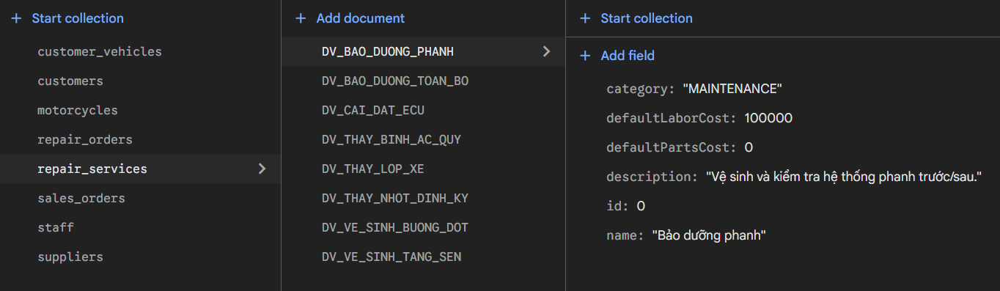 Start collection
customer_vehicles
customers
motorcycles
repair_orders
repair_services
sales_orders
staff
suppliers
Add document
DV_BAO_DUONG_PHANH
DV_BAO_DUONG_TOAN_BO
DV_CAI_DAT_ECU
DV_THAY_BINH_AC_QUY
DV_THAY_LOP_XE
DV_THAY_NHOT_DINH_KY
DV_VE_SINH_BUONG_DOT
DV_VE_SINH_TANG_SEN
Start collection
Add field
category: "MAINTENANCE"
defaultLaborCost: 100000
defaultPartsCost: 0
description: "Vệ sinh và kiểm tra hệ thống phanh trước/sau."
id: 0
name: "Bảo dưỡng phanh"